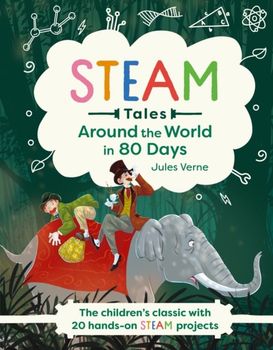 STEAM
Tales
Around the World
in 80 Days
Jules Verne
The children's classic with
20 hands-on STEAM projects